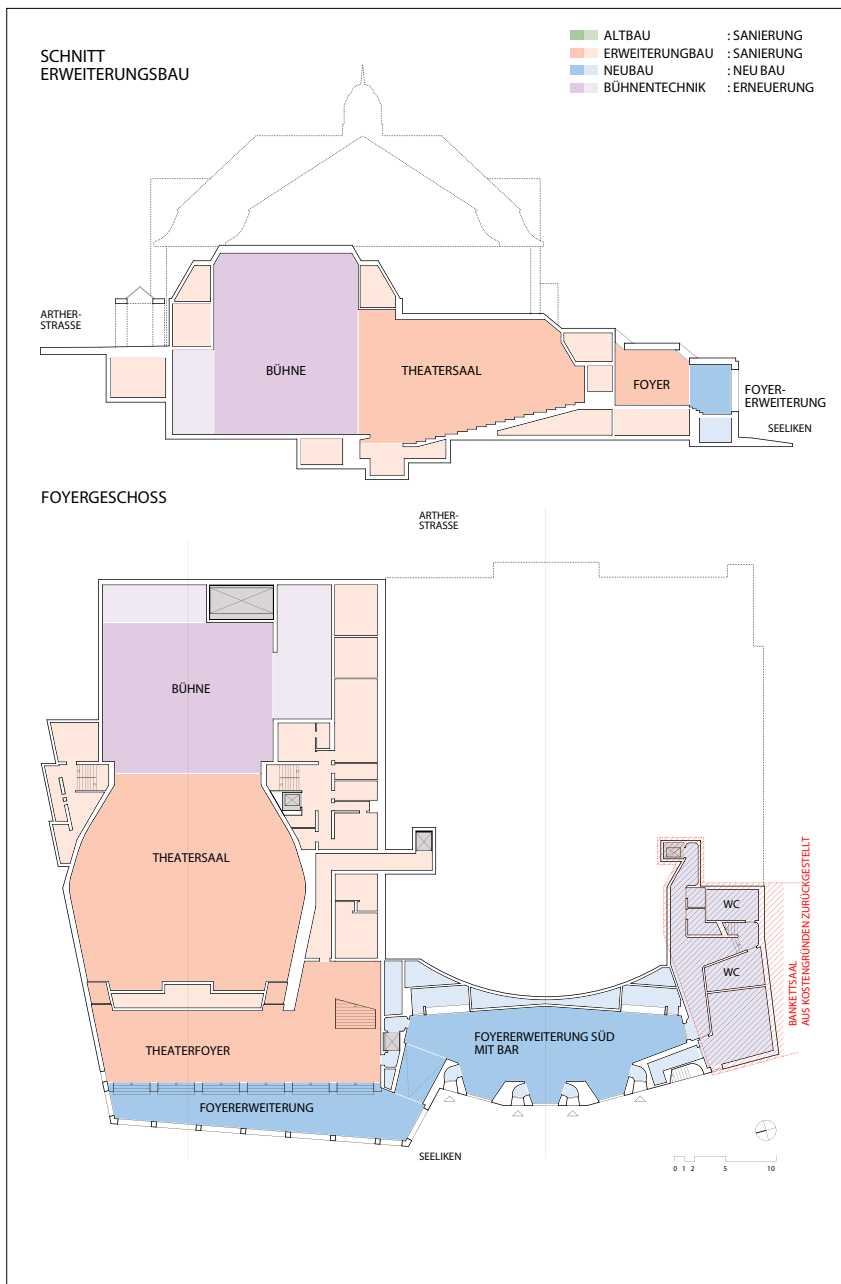 SCHNITT
ERWEITERUNGSBAU
ALTBAU : SANIERUNG
ERWEITERUNGBAU : SANIERUNG
NEUBAU : NEU BAU
BÜHNENTECHNIK : ERNEUERUNG
ARTHER-
STRASSE
BÜHNE
THEATERSAAL
FOYER
FOYER-
ERWEITERUNG
SEELIKEN
FOYERGESCHOSS
ARTHER-
STRASSE
BÜHNE
THEATERSAAL
WC
WC
BANKETTSAAL
AUS KOSTENGRÜNDEN ZURÜCKGESTELLT
THEATERFOYER
FOYERERWEITERUNG SÜD
MIT BAR
FOYERERWEITERUNG
SEELIKEN
0 1 2 5 10